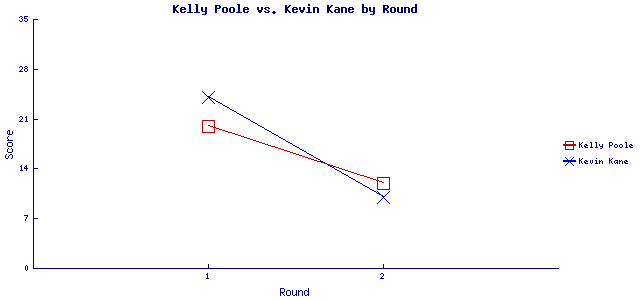 Kelly Poole vs. Kevin Kane by Round
35
28
21
14
7
0
Score
1
2
Round
Kelly Poole
Kevin Kane